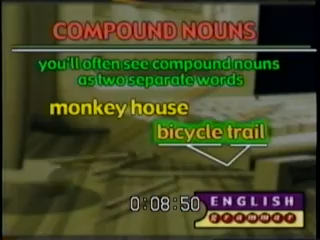 COMPOUND NOUNS
you'll often see compound nouns
as two separate words
monkey house
bicycle trail
0:08:50
ENGLISH
grammar